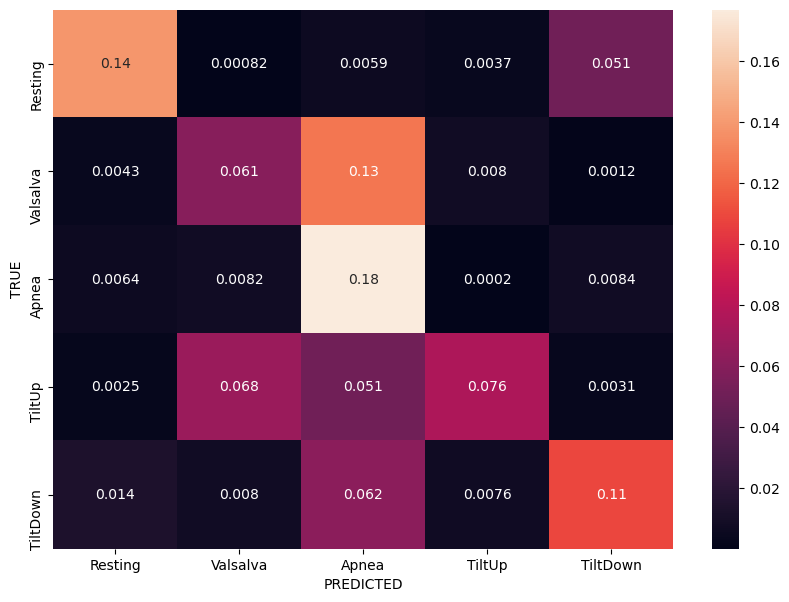 Resting 0.14 0.00082 0.0059 0.0037 0.051
Valsalva 0.0043 0.061 0.13 0.008 0.0012
Apnea 0.0064 0.0082 0.18 0.0002 0.0084
TiltUp 0.0025 0.068 0.051 0.076 0.0031
TiltDown 0.014 0.008 0.062 0.0076 0.11
TRUE
Resting Valsalva Apnea TiltUp TiltDown
PREDICTED
0.16
0.14
0.12
0.10
0.08
0.06
0.04
0.02